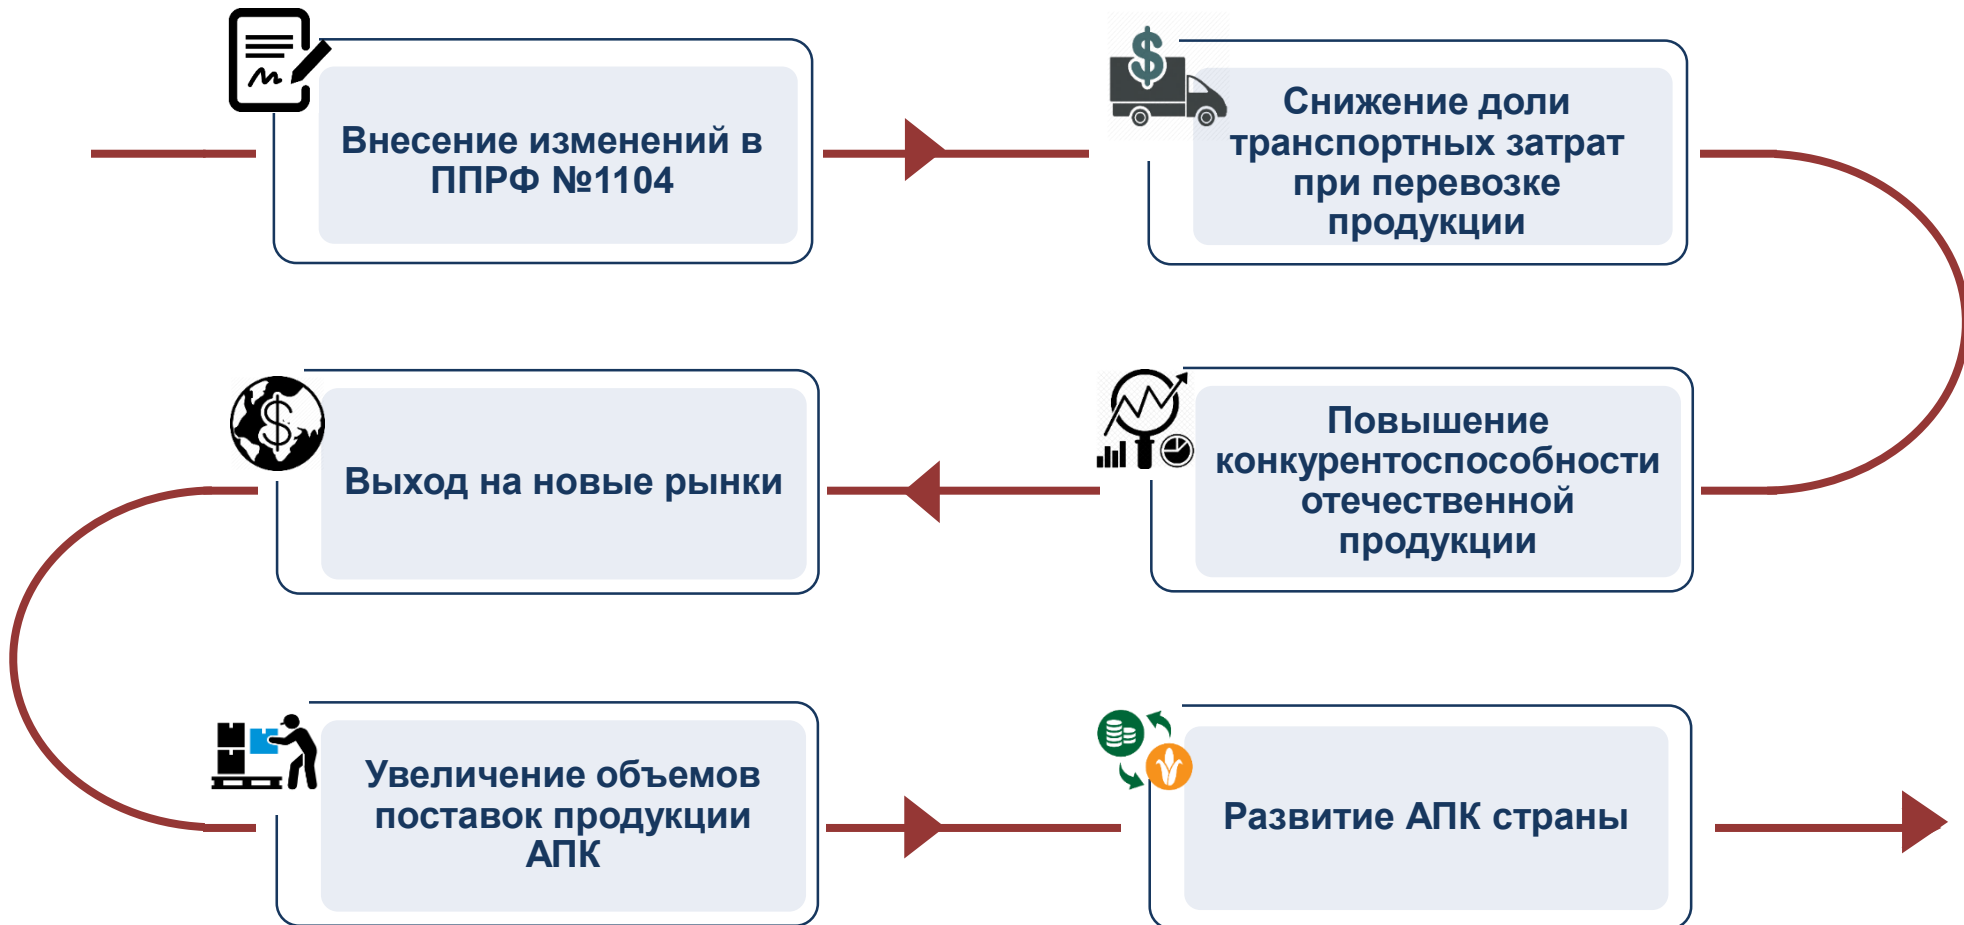 Внесение изменений в
ППРФ №1104
Снижение доли
транспортных затрат
при перевозке
продукции
Повышение
конкурентоспособности
отечественной
продукции
Выход на новые рынки
Увеличение объемов
поставок продукции
АПК
Развитие АПК страны